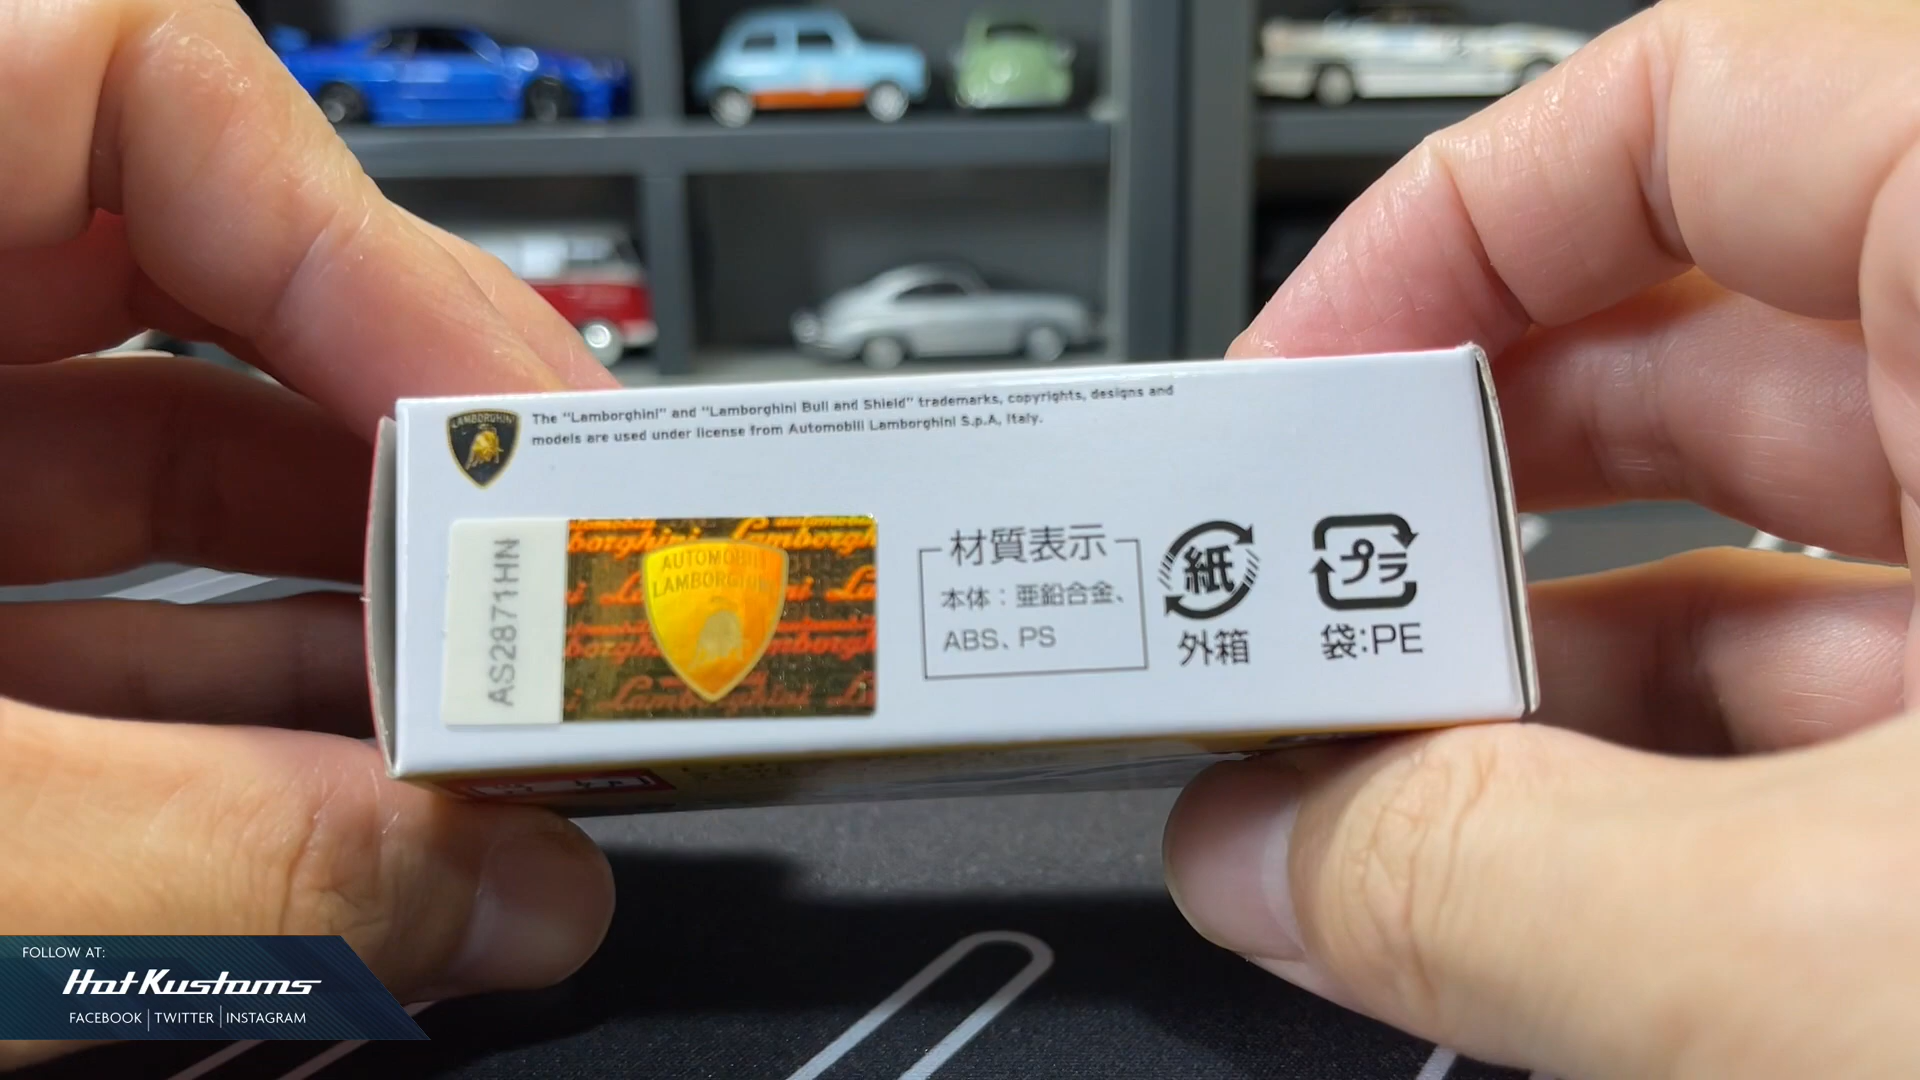 LAMBORGHINI
The "Lamborghini" and "Lamborghini Bull and Shield" trademarks, copyrights, designs and
models are used under license from Automobili Lamborghini S.p.A, Italy.
AS2871HN
AUTOMOBILI
LAMBORGHINI
材質表示
本体：亜鉛合金、
ABS、PS
紙
外箱
プラ
袋:PE
FOLLOW AT:
HotKustoms
FACEBOOK | TWITTER | INSTAGRAM